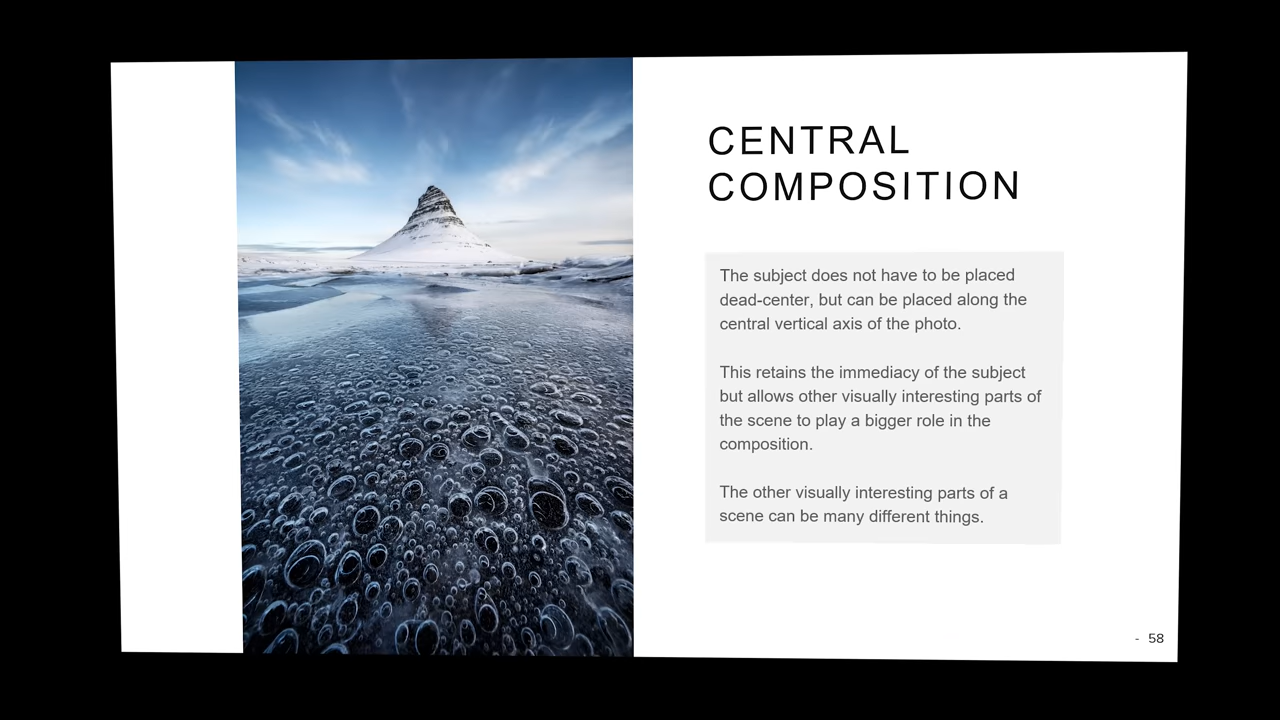 CENTRAL
COMPOSITION
The subject does not have to be placed
dead-center, but can be placed along the
central vertical axis of the photo.
This retains the immediacy of the subject
but allows other visually interesting parts of
the scene to play a bigger role in the
composition.
The other visually interesting parts of a
scene can be many different things.
- 58